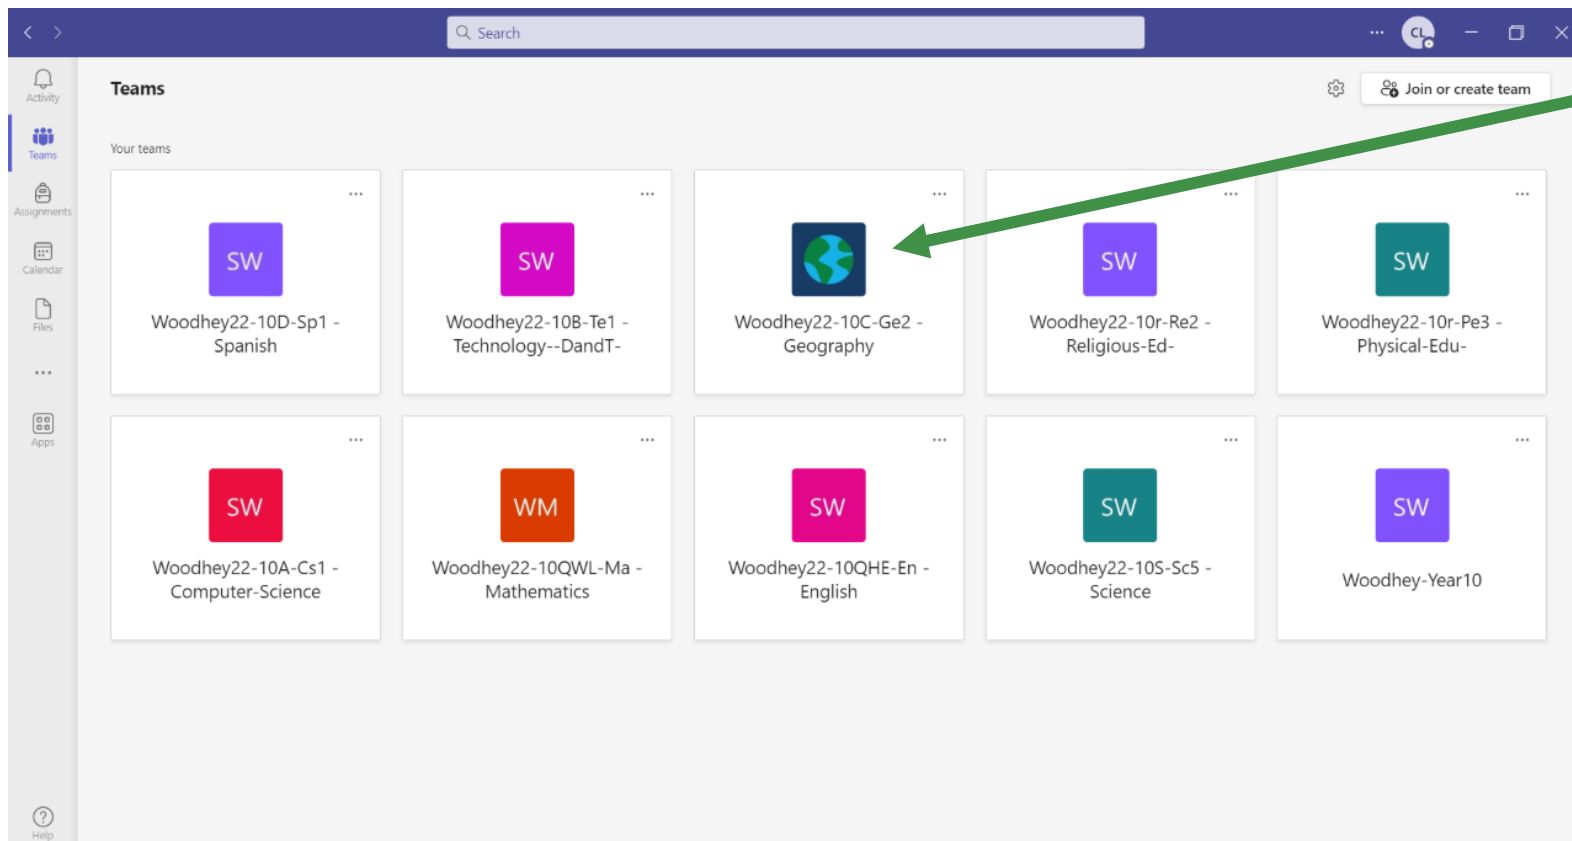 Search
CL
Activity
Teams
Join or create team
Teams
Your teams
Assignments
Calendar
Files
Apps
Help
SW
Woodhey22-10D-Sp1 -
Spanish
SW
Woodhey22-10B-Te1 -
Technology--DandT-
Woodhey22-10C-Ge2 -
Geography
SW
Woodhey22-10r-Re2 -
Religious-Ed-
SW
Woodhey22-10r-Pe3 -
Physical-Edu-
SW
Woodhey22-10A-Cs1 -
Computer-Science
WM
Woodhey22-10QWL-Ma -
Mathematics
SW
Woodhey22-10QHE-En -
English
SW
Woodhey22-10S-Sc5 -
Science
SW
Woodhey-Year10